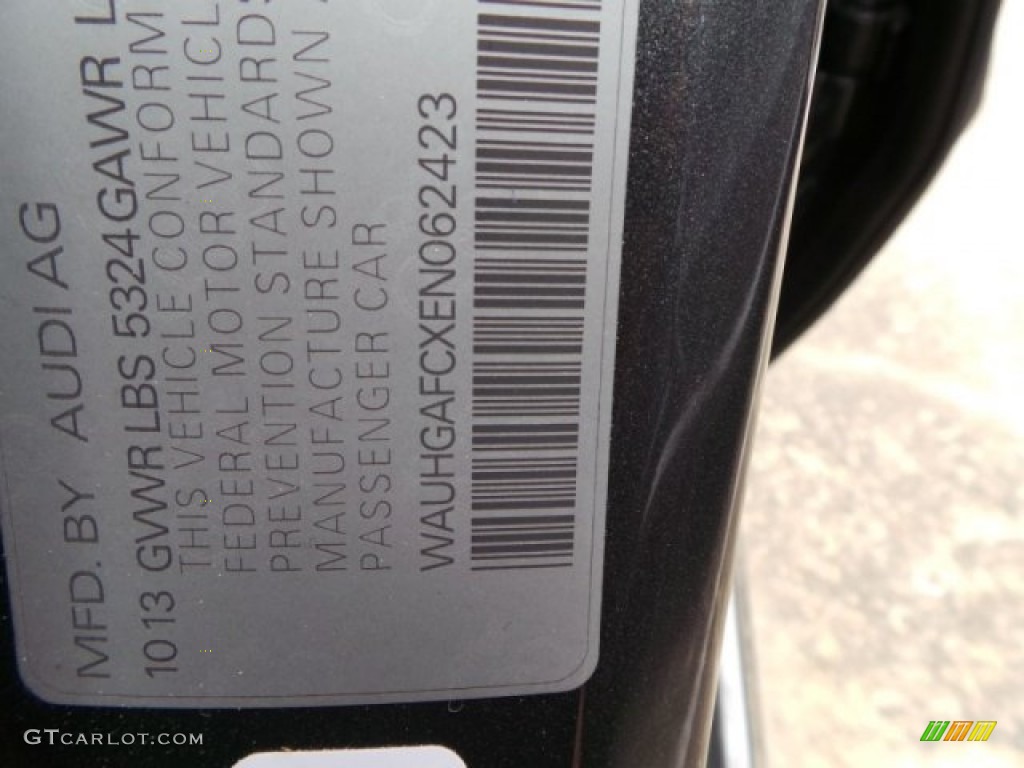 MFD. BY AUDI AG
1013 GVWR LBS 5324 GAWR L
THIS VEHICLE CONFORM
FEDERAL MOTOR VEHICL
PREVENTION STANDARDS
MANUFACTURE SHOWN A
PASSENGER CAR
WAUHGAFCXEN062423
GTCARLOT.COM